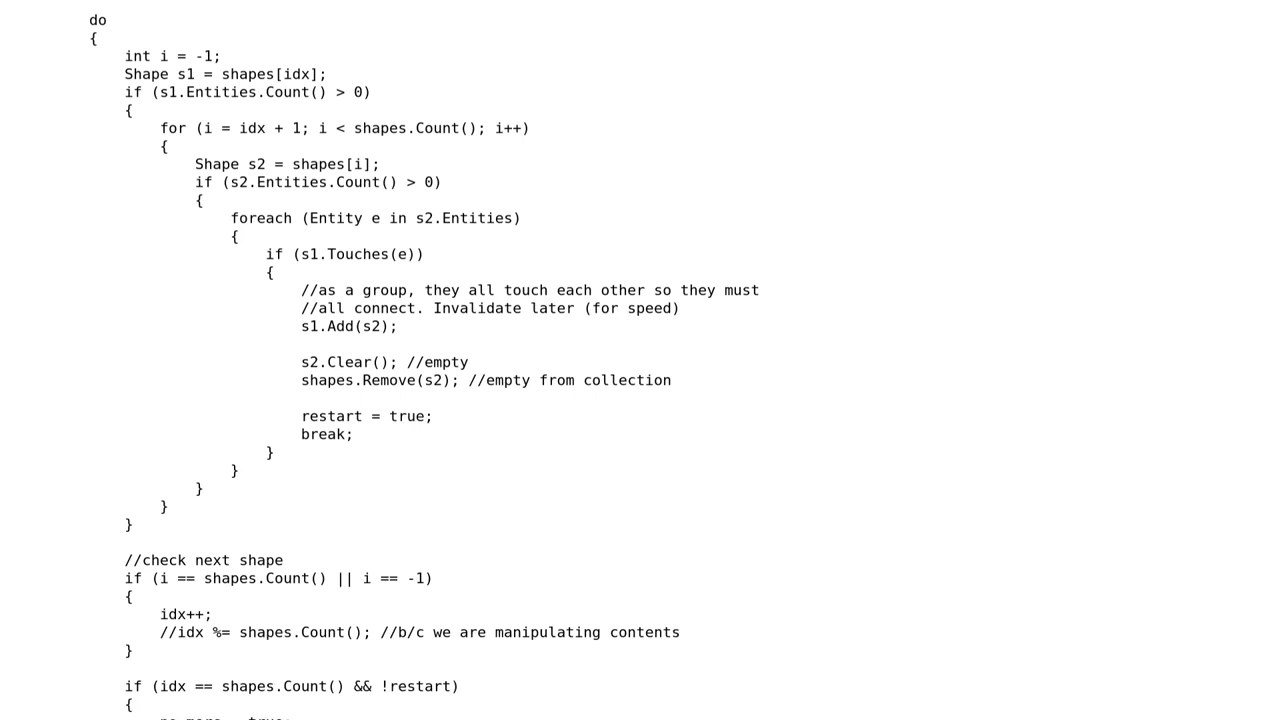 do
{
int i = -1;
Shape s1 = shapes[idx];
if (s1.Entities.Count() > 0)
{
for (i = idx + 1; i < shapes.Count(); i++)
{
Shape s2 = shapes[i];
if (s2.Entities.Count() > 0)
{
foreach (Entity e in s2.Entities)
{
if (s1.Touches(e))
{
//as a group, they all touch each other so they must
//all connect. Invalidate later (for speed)
s1.Add(s2);
s2.Clear(); //empty
shapes.Remove(s2); //empty from collection
restart = true;
break;
}
}
}
}
}
//check next shape
if (i == shapes.Count() || i == -1)
{
idx++;
//idx %= shapes.Count(); //b/c we are manipulating contents
}
if (idx == shapes.Count() && !restart)
{